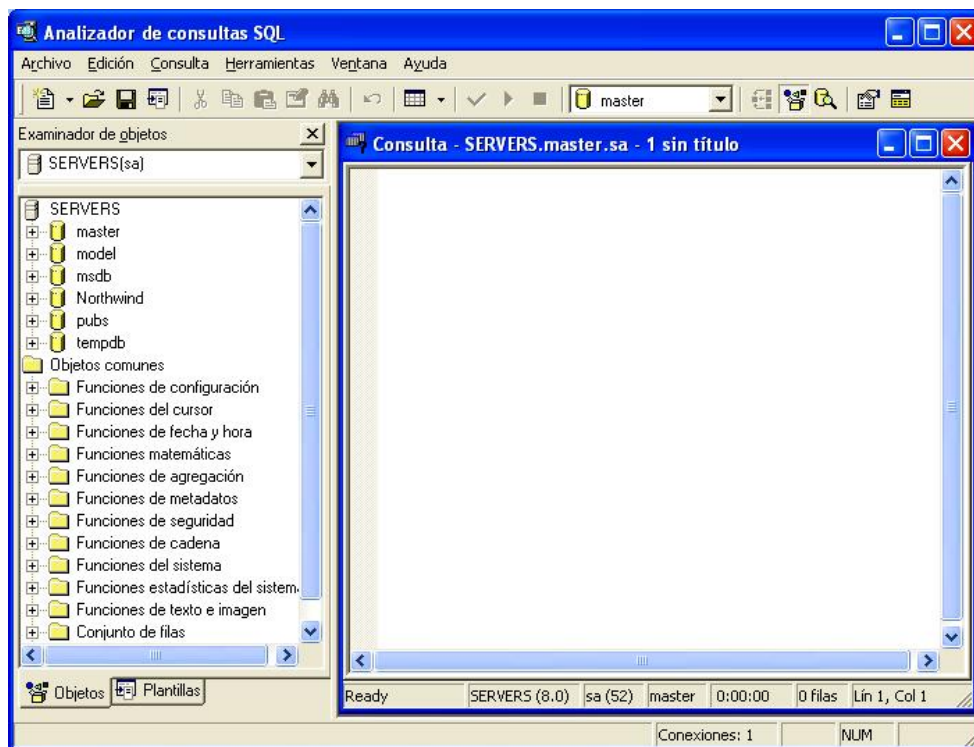 Analizador de consultas SQL
Archivo Edición Consulta Herramientas Ventana Ayuda
master
Examinador de objetos
SERVERS(sa)
SERVERS
master
model
msdb
Northwind
pubs
tempdb
Objetos comunes
Funciones de configuración
Funciones del cursor
Funciones de fecha y hora
Funciones matemáticas
Funciones de agregación
Funciones de metadatos
Funciones de seguridad
Funciones de cadena
Funciones del sistema
Funciones estadísticas del sistem
Funciones de texto e imagen
Conjunto de filas
Objetos Plantillas
Consulta - SERVERS.master.sa - 1 sin título
Ready SERVERS (8.0) sa (52) master 0:00:00 0 filas Lín 1, Col 1
Conexiones: 1 NUM